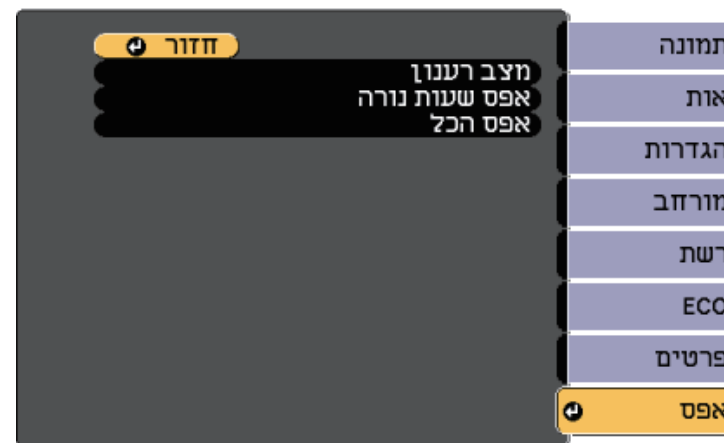 חזור
מצב רענון
אפס שעות נורה
אפס הכל
תמונה
אות
הגדרות
מורחב
רשת
ECO
פרטים
אפס